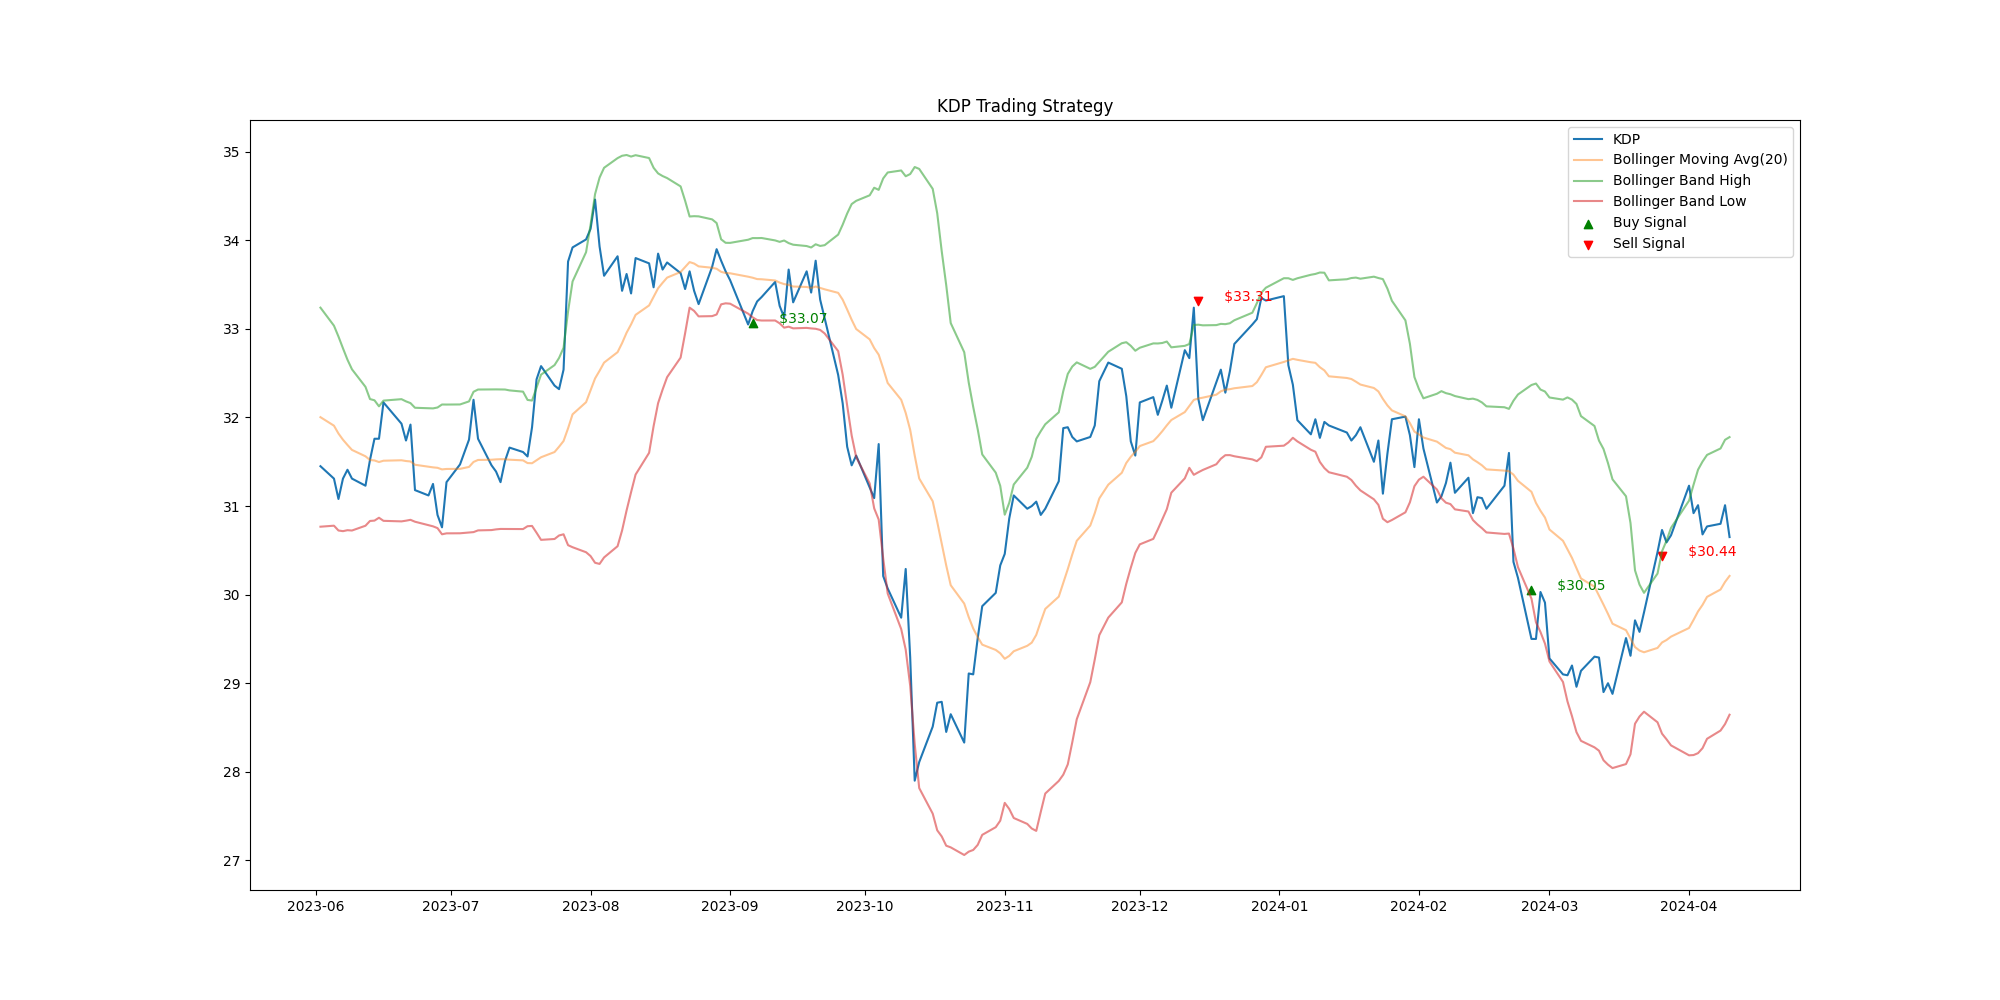 KDP Trading Strategy
KDP
Bollinger Moving Avg(20)
Bollinger Band High
Bollinger Band Low
Buy Signal
Sell Signal
35
34
33
32
31
30
29
28
27
$33.07
$33.31
$30.05
$30.44
2023-06 2023-07 2023-08 2023-09 2023-10 2023-11 2023-12 2024-01 2024-02 2024-03 2024-04